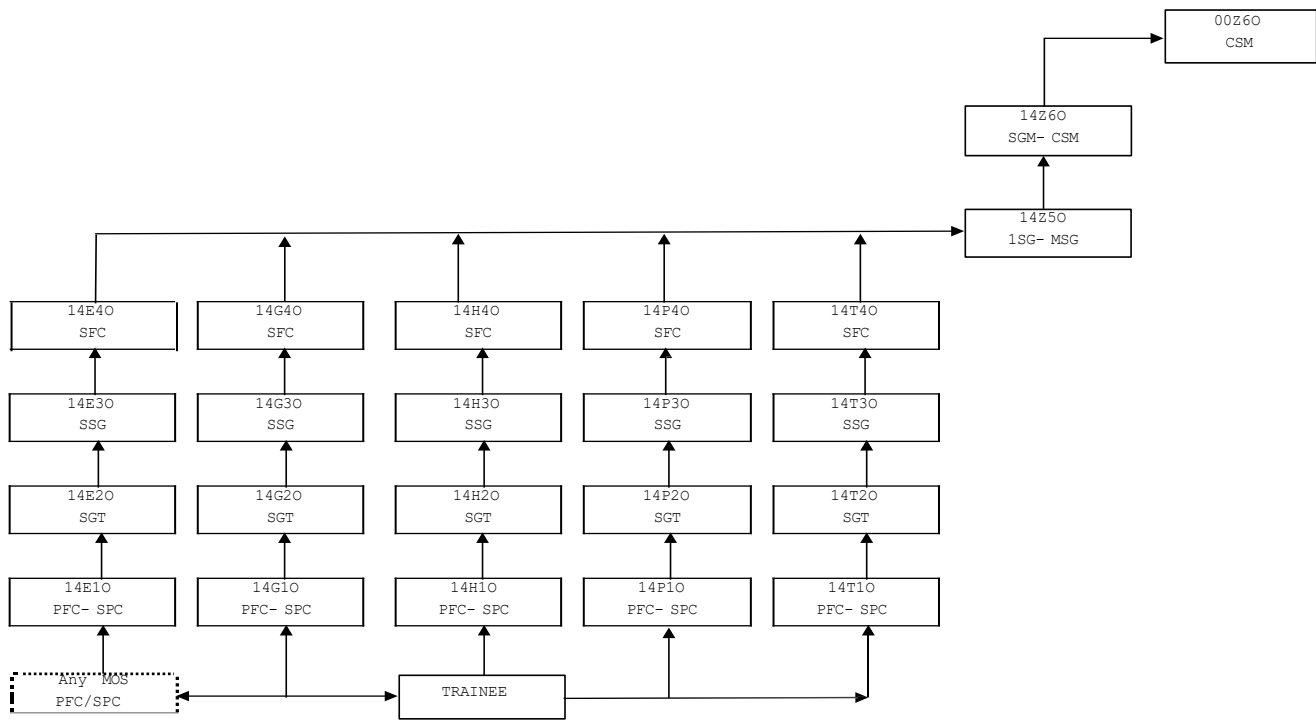 00Z6O
CSM
14Z6O
SGM- CSM
14Z5O
1SG- MSG
14E4O
SFC
14G4O
SFC
14H4O
SFC
14P4O
SFC
14T4O
SFC
14E3O
SSG
14G3O
SSG
14H3O
SSG
14P3O
SSG
14T3O
SSG
14E2O
SGT
14G2O
SGT
14H2O
SGT
14P2O
SGT
14T2O
SGT
14E1O
PFC- SPC
14G1O
PFC- SPC
14H1O
PFC- SPC
14P1O
PFC- SPC
14T1O
PFC- SPC
Any MOS
PFC/SPC
TRAINEE